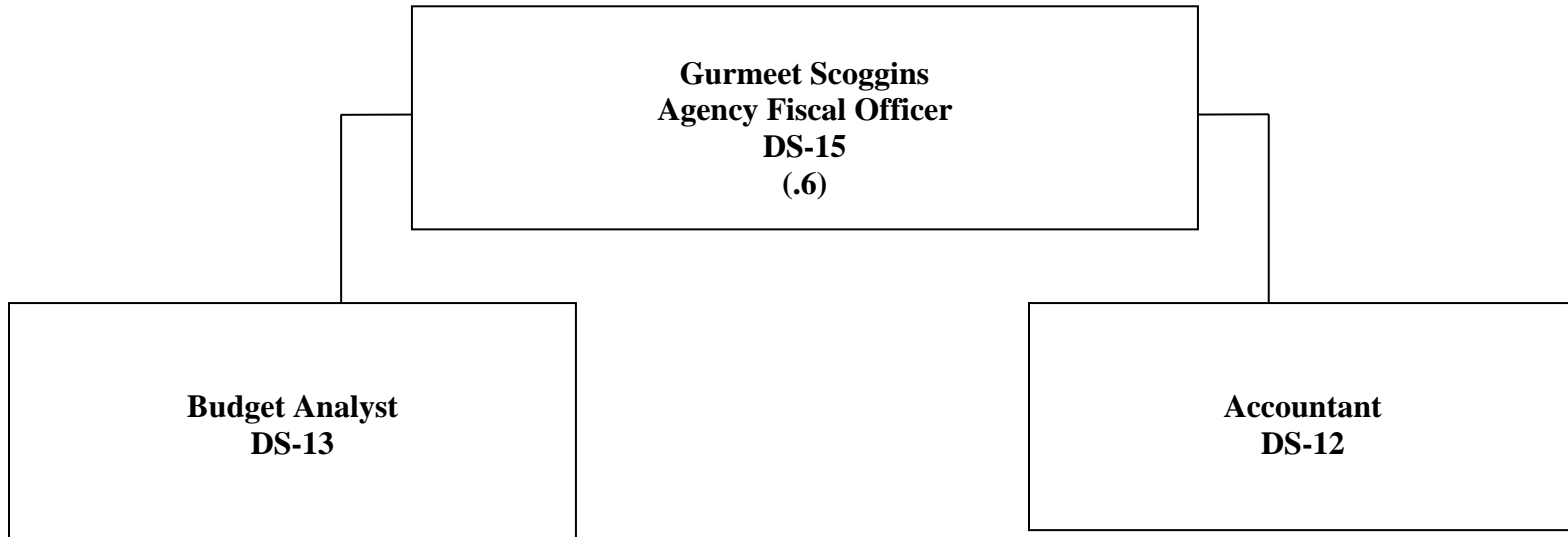 Gurmeet Scoggins
Agency Fiscal Officer
DS-15
(.6)
Budget Analyst
DS-13
Accountant
DS-12